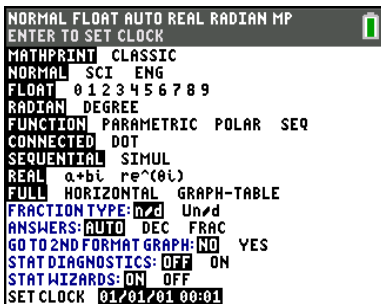 NORMAL FLOAT AUTO REAL RADIAN MP
ENTER TO SET CLOCK
MATHPRINT CLASSIC
NORMAL SCI ENG
FLOAT 0 1 2 3 4 5 6 7 8 9
RADIAN DEGREE
FUNCTION PARAMETRIC POLAR SEQ
CONNECTED DOT
SEQUENTIAL SIMUL
REAL a+bi re^(θi)
FULL HORIZONTAL GRAPH-TABLE
FRACTION TYPE: n/d Un/d
ANSWERS: AUTO DEC FRAC
GO TO 2ND FORMAT GRAPH: NO YES
STAT DIAGNOSTICS: OFF ON
STAT WIZARDS: ON OFF
SET CLOCK 01/01/01 00:01